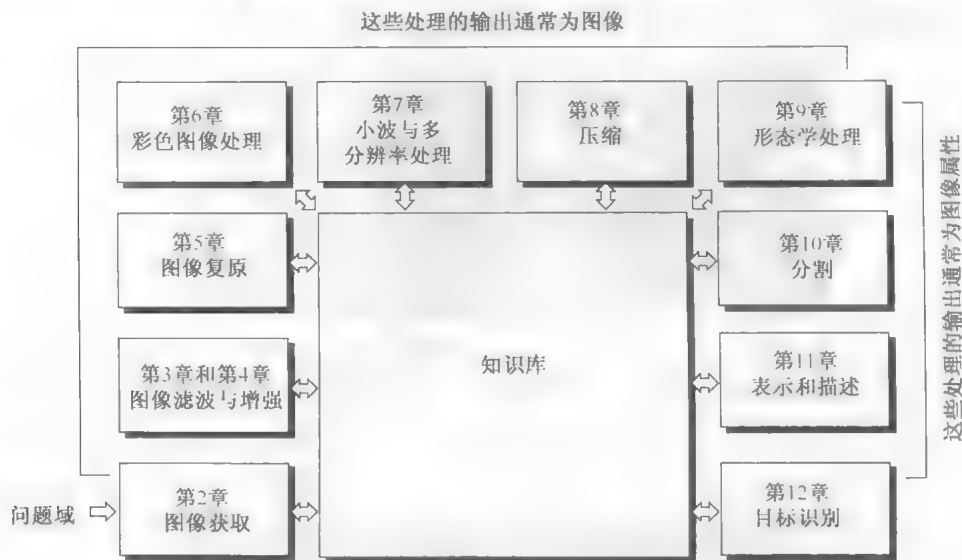 这些处理的输出通常为图像
第6章
彩色图像处理
第7章
小波与多
分辨率处理
第8章
压缩
第9章
形态学处理
这些处理的输出通常为图像属性
第5章
图像复原
第10章
分割
第3章和第4章
图像滤波与增强
知识库
第11章
表示和描述
问题域
第2章
图像获取
第12章
目标识别